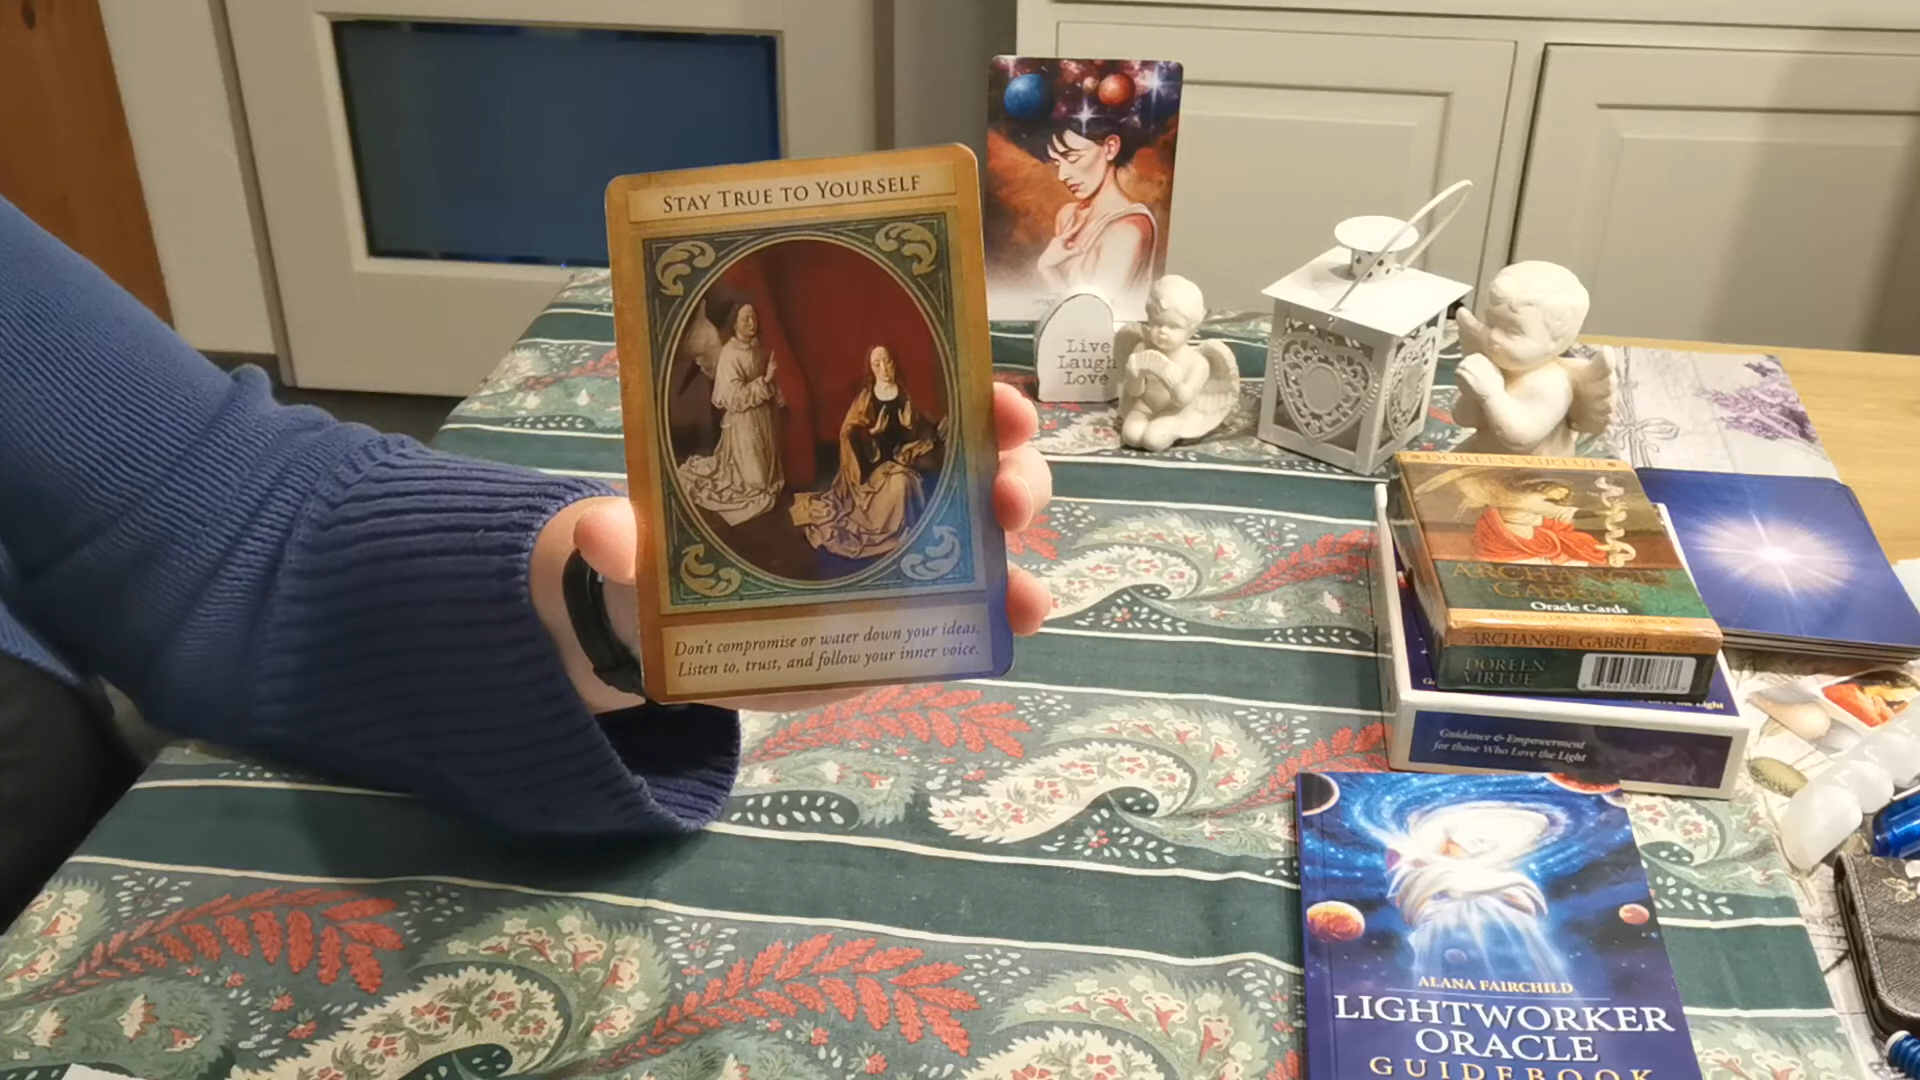 STAY TRUE TO YOURSELF
Don't compromise or water down your ideas.
Listen to, trust, and follow your inner voice.
Live
Laugh
Love
DOREEN VIRTUE
ARCHANGEL
GABRIEL
Oracle Cards
ARCHANGEL GABRIEL
DOREEN
VIRTUE
Guidance & Empowerment
for those Who Love the Light
ALANA FAIRCHILD
LIGHTWORKER
ORACLE
GUIDEBOOK